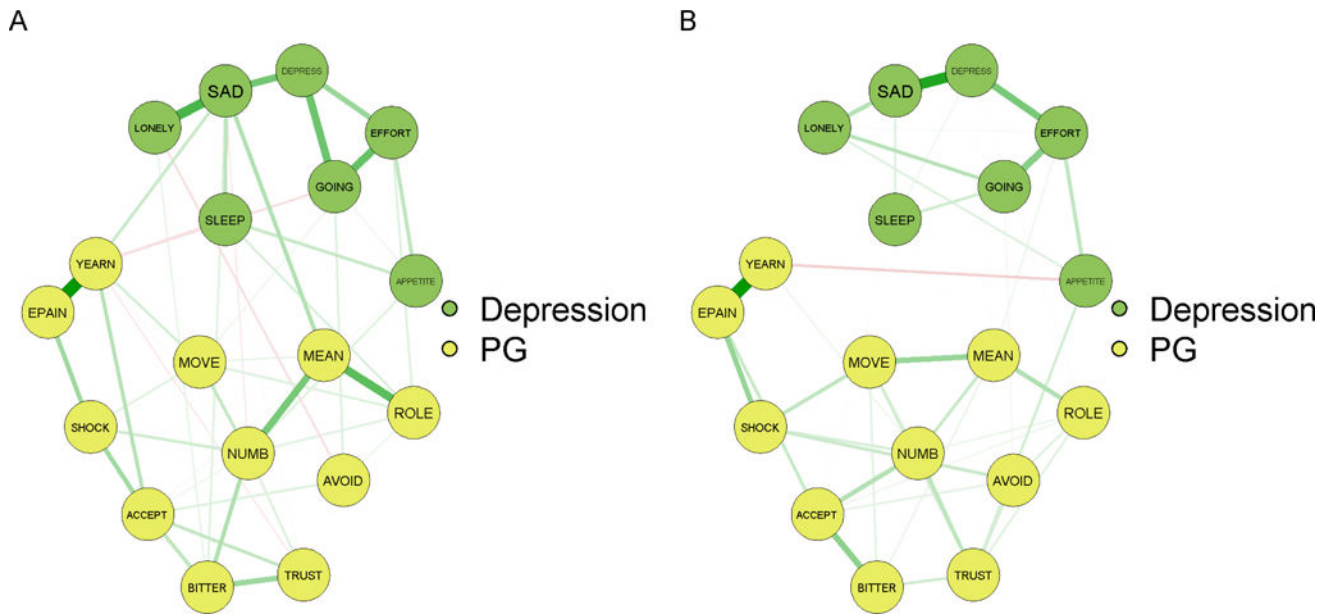 A
SAD
DEPRESS
LONELY
EFFORT
GOING
SLEEP
YEARN
APPETITE
EPAIN
Depression
PG
MOVE
MEAN
ROLE
SHOCK
NUMB
AVOID
ACCEPT
TRUST
BITTER
B
SAD
DEPRESS
LONELY
EFFORT
GOING
SLEEP
YEARN
APPETITE
EPAIN
Depression
PG
MOVE
MEAN
ROLE
SHOCK
NUMB
AVOID
ACCEPT
TRUST
BITTER